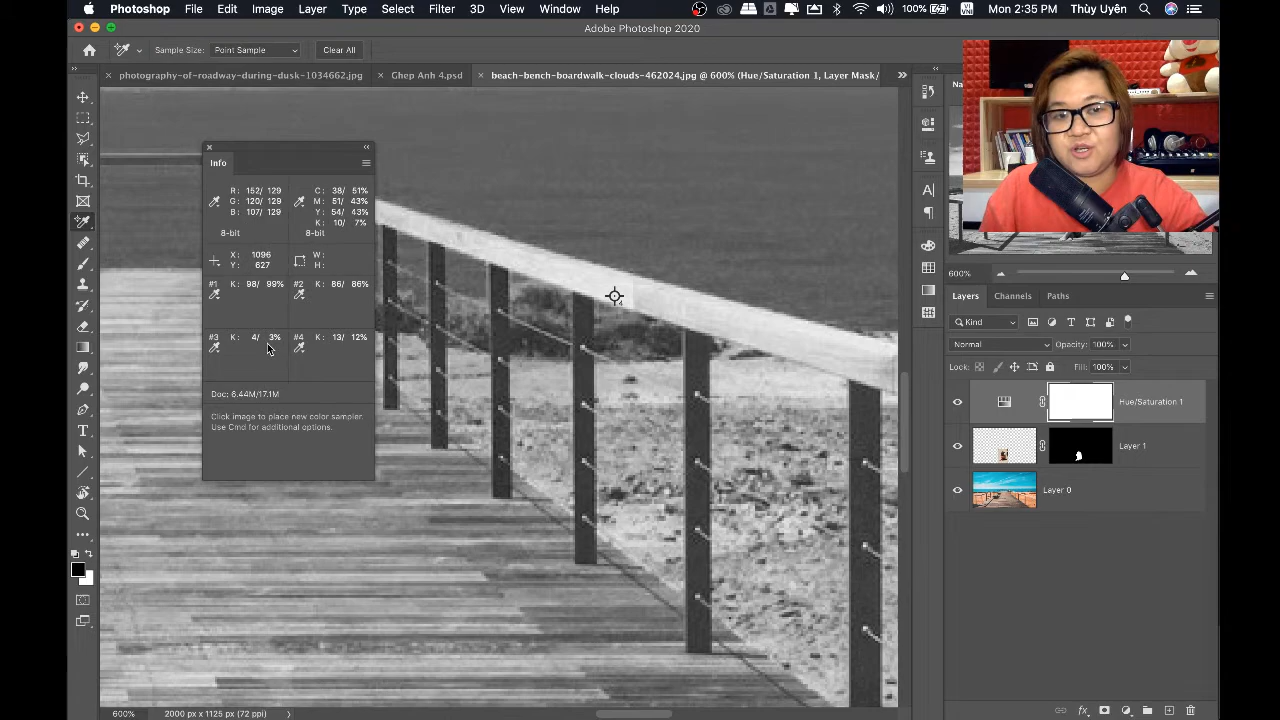 Photoshop File Edit Image Layer Type Select Filter 3D View Window Help 100% VI VNI Mon 2:35 PM Thùy Uyên
Adobe Photoshop 2020
Sample Size: Point Sample Clear All
photography-of-roadway-during-dusk-1034662.jpg Ghep Anh 4.psd beach-bench-boardwalk-clouds-462024.jpg @ 600% (Hue/Saturation 1, Layer Mask/
Info
R: 152/ 129 C: 38/ 51%
G: 120/ 129 M: 51/ 43%
B: 107/ 129 Y: 54/ 43%
K: 10/ 7%
8-bit 8-bit
X: 1096 W:
Y: 627 H:
#1 K: 98/ 99% #2 K: 86/ 86%
#3 K: 4/ 3% #4 K: 13/ 12%
Doc: 6.44M/17.1M
Click image to place new color sampler.
Use Cmd for additional options.
4
600%
Layers Channels Paths
Kind
Normal Opacity: 100%
Lock: Fill: 100%
Hue/Saturation 1
Layer 1
Layer 0
600% 2000 px x 1125 px (72 ppi)